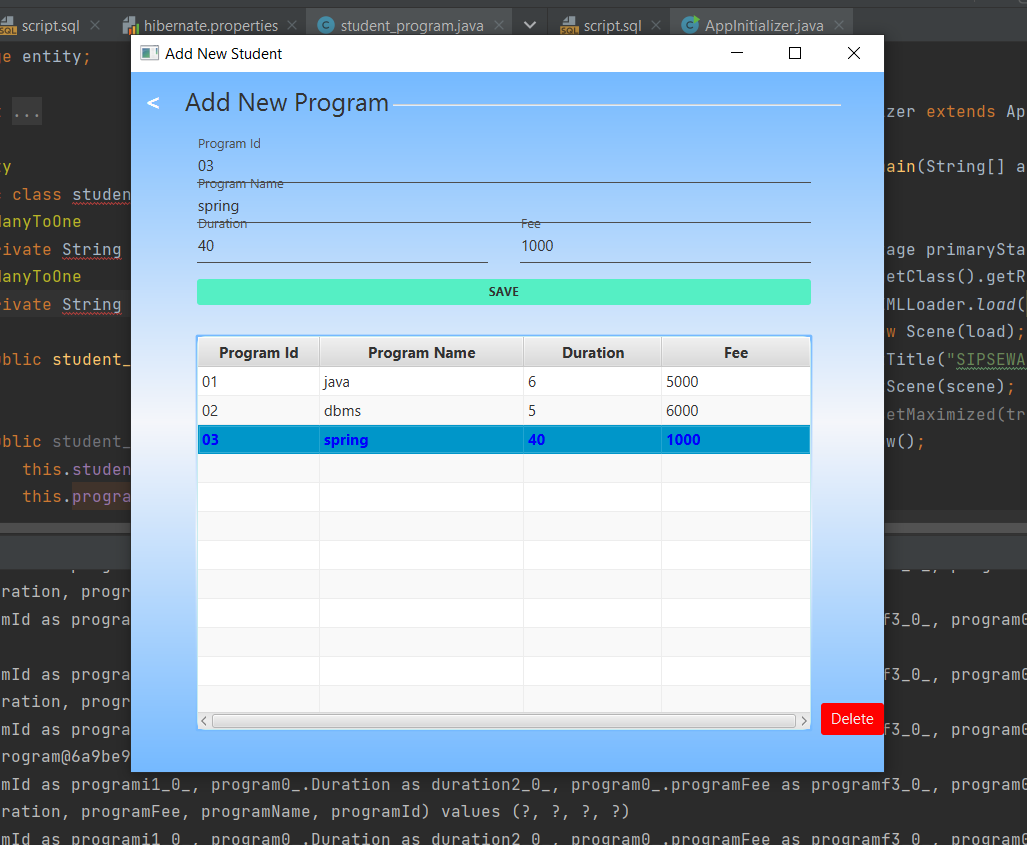 script.sql hibernate.properties student_program.java script.sql AppInitializer.java
Add New Student
ge entity;
< Add New Program
...
zer extends Ap
Program Id
03
ty
ain(String[] a
Program Name
class studen
spring
ManyToOne
Duration Fee
ivate String
40 1000
age primarySta
ManyToOne
etClass().getR
SAVE
ivate String
MLLoader.load(
w Scene(load);
Program Id Program Name Duration Fee
blic student_
Title("SIPSEWA
01 java 6 5000
Scene(scene);
02 dbms 5 6000
etMaximized(tr
03 spring 40 1000
blic student_
w();
this.studen
this.progra
ration, progr
mId as progra
f3_0_, program0
mId as progra
f3_0_, program0
ration, progr
Delete
mId as progra
f3_0_, program0
rogram@6a9be9
mId as programi1_0_, program0_.Duration as duration2_0_, program0_.programFee as programf3_0_, program0
ration, programFee, programName, programId) values (?, ?, ?, ?)
mId as programi1_0_, program0_.Duration as duration2_0_, program0_.programFee as programf3_0_, program0